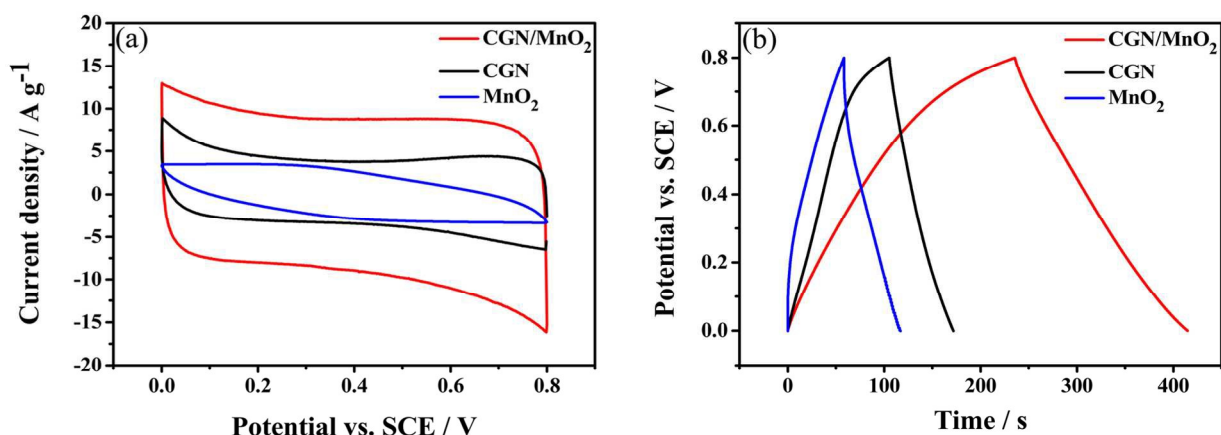 (a)
CGN/MnO2
CGN
MnO2
Current density / A g-1
20
15
10
5
0
-5
-10
-15
-20
0.0 0.2 0.4 0.6 0.8
Potential vs. SCE / V
(b)
CGN/MnO2
CGN
MnO2
Potential vs. SCE / V
0.8
0.6
0.4
0.2
0.0
0 100 200 300 400
Time / s